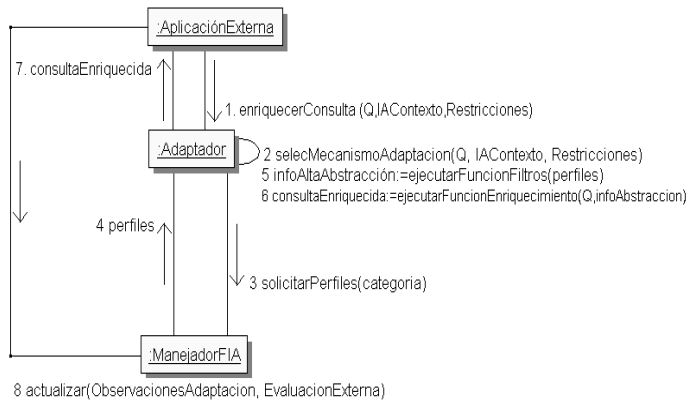 :AplicaciónExterna
7. consultaEnriquecida
1. enriquecerConsulta (Q,IAContexto,Restricciones)
:Adaptador
2 selecMecanismoAdaptacion(Q, IAContexto, Restricciones)
5 infoAltaAbstracción:=ejecutarFuncionFiltros(perfiles)
6 consultaEnriquecida:=ejecutarFuncionEnriquecimiento(Q,infoAbstraccion)
4 perfiles
3 solicitarPerfiles(categoria)
:ManejadorFIA
8 actualizar(ObservacionesAdaptacion, EvaluacionExterna)